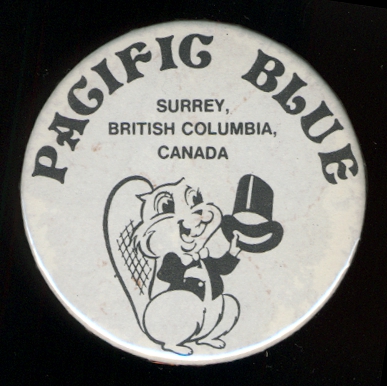 PACIFIC BLUE
SURREY,
BRITISH COLUMBIA,
CANADA